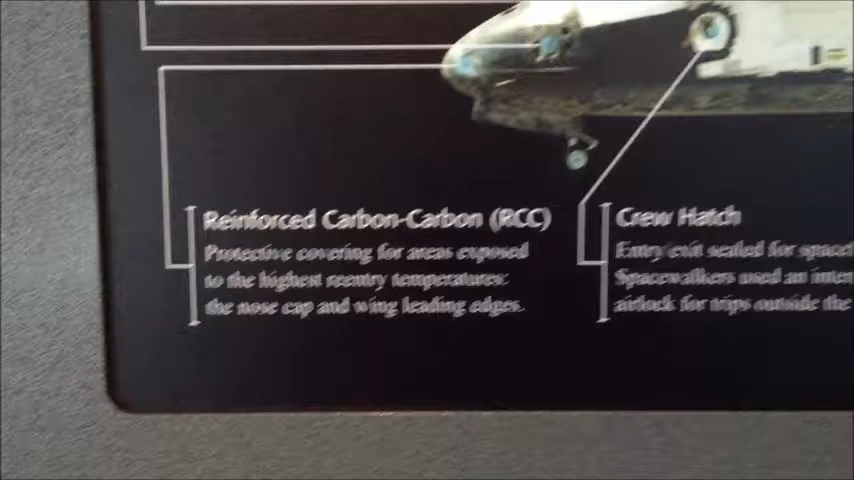 Reinforced Carbon-Carbon (RCC)
Protective covering for areas exposed
to the highest reentry temperatures:
the nose cap and wing leading edges.
Crew Hatch
Entry/exit sealed for
Spacewalkers used an
airlock for trips outside the